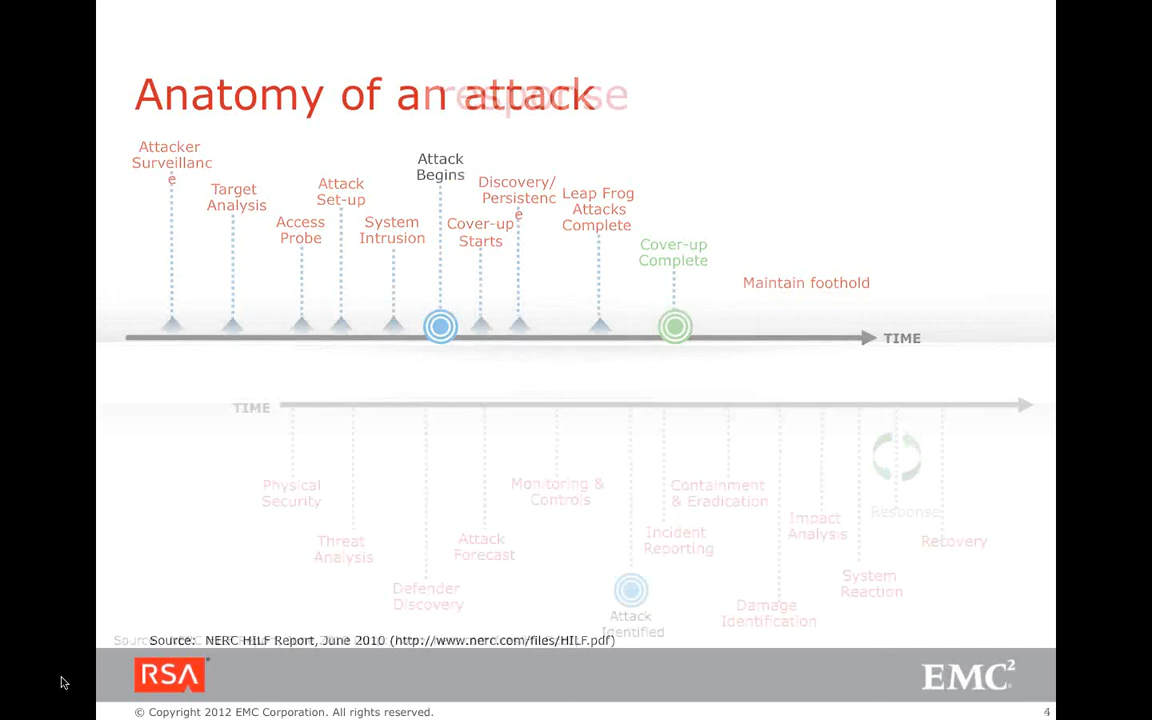 Anatomy of an attack
response
Attacker
Surveillanc
e
Target
Analysis
Access
Probe
Attack
Set-up
System
Intrusion
Attack
Begins
Cover-up
Starts
Discovery/
Persistenc
e
Leap Frog
Attacks
Complete
Cover-up
Complete
Maintain foothold
TIME
TIME
Physical
Security
Threat
Analysis
Defender
Discovery
Attack
Forecast
Monitoring &
Controls
Attack
Identified
Incident
Reporting
Containment
& Eradication
Damage
Identification
Impact
Analysis
System
Reaction
Response
Recovery
Source: NERC HILF Report, June 2010 (http://www.nerc.com/files/HILF.pdf)
RSA
EMC²
© Copyright 2012 EMC Corporation. All rights reserved.
4